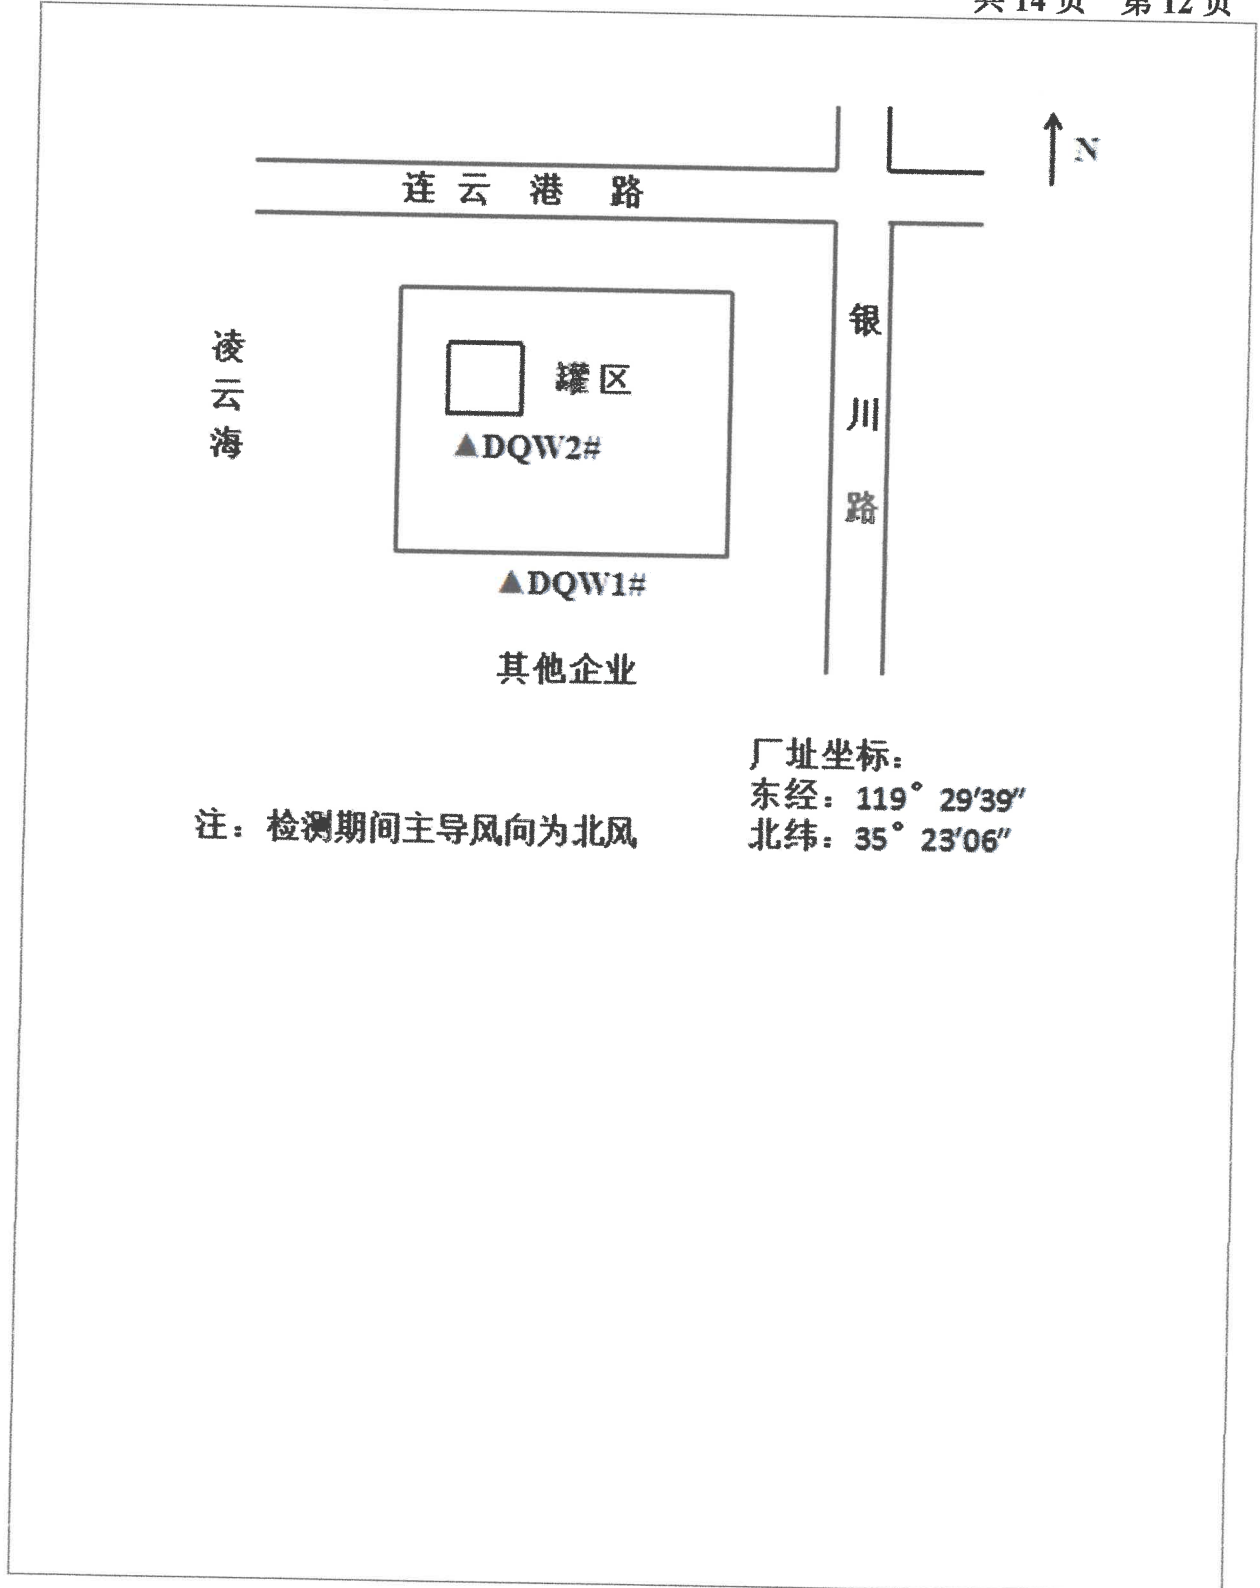 共 14 页 第 12 页
N
连云港路
银川路
凌云海
罐区
▲DQW2#
▲DQW1#
其他企业
厂址坐标：
东经：119°29′39″
北纬：35°23′06″
注：检测期间主导风向为北风